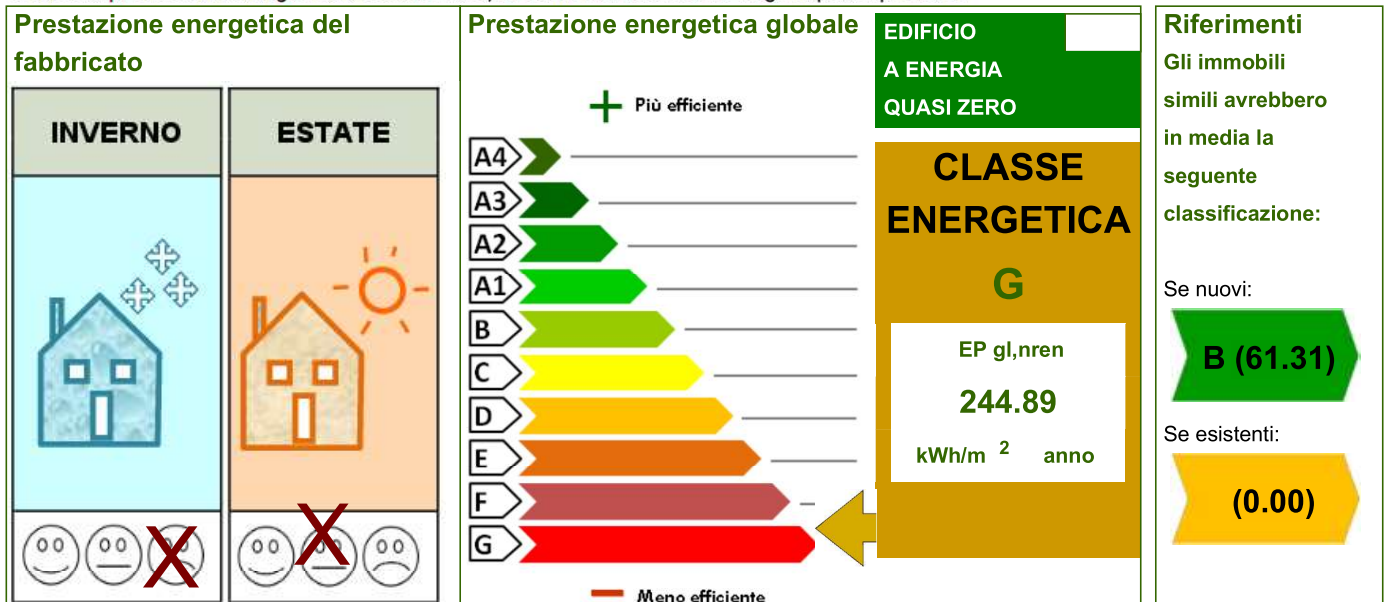 Prestazione energetica del
fabbricato
INVERNO
ESTATE
Prestazione energetica globale
Più efficiente
A4
A3
A2
A1
B
C
D
E
F
G
Meno efficiente
EDIFICIO
A ENERGIA
QUASI ZERO
CLASSE
ENERGETICA
G
EP gl,nren
244.89
kWh/m 2 anno
Riferimenti
Gli immobili
simili avrebbero
in media la
seguente
classificazione:
Se nuovi:
B (61.31)
Se esistenti:
(0.00)